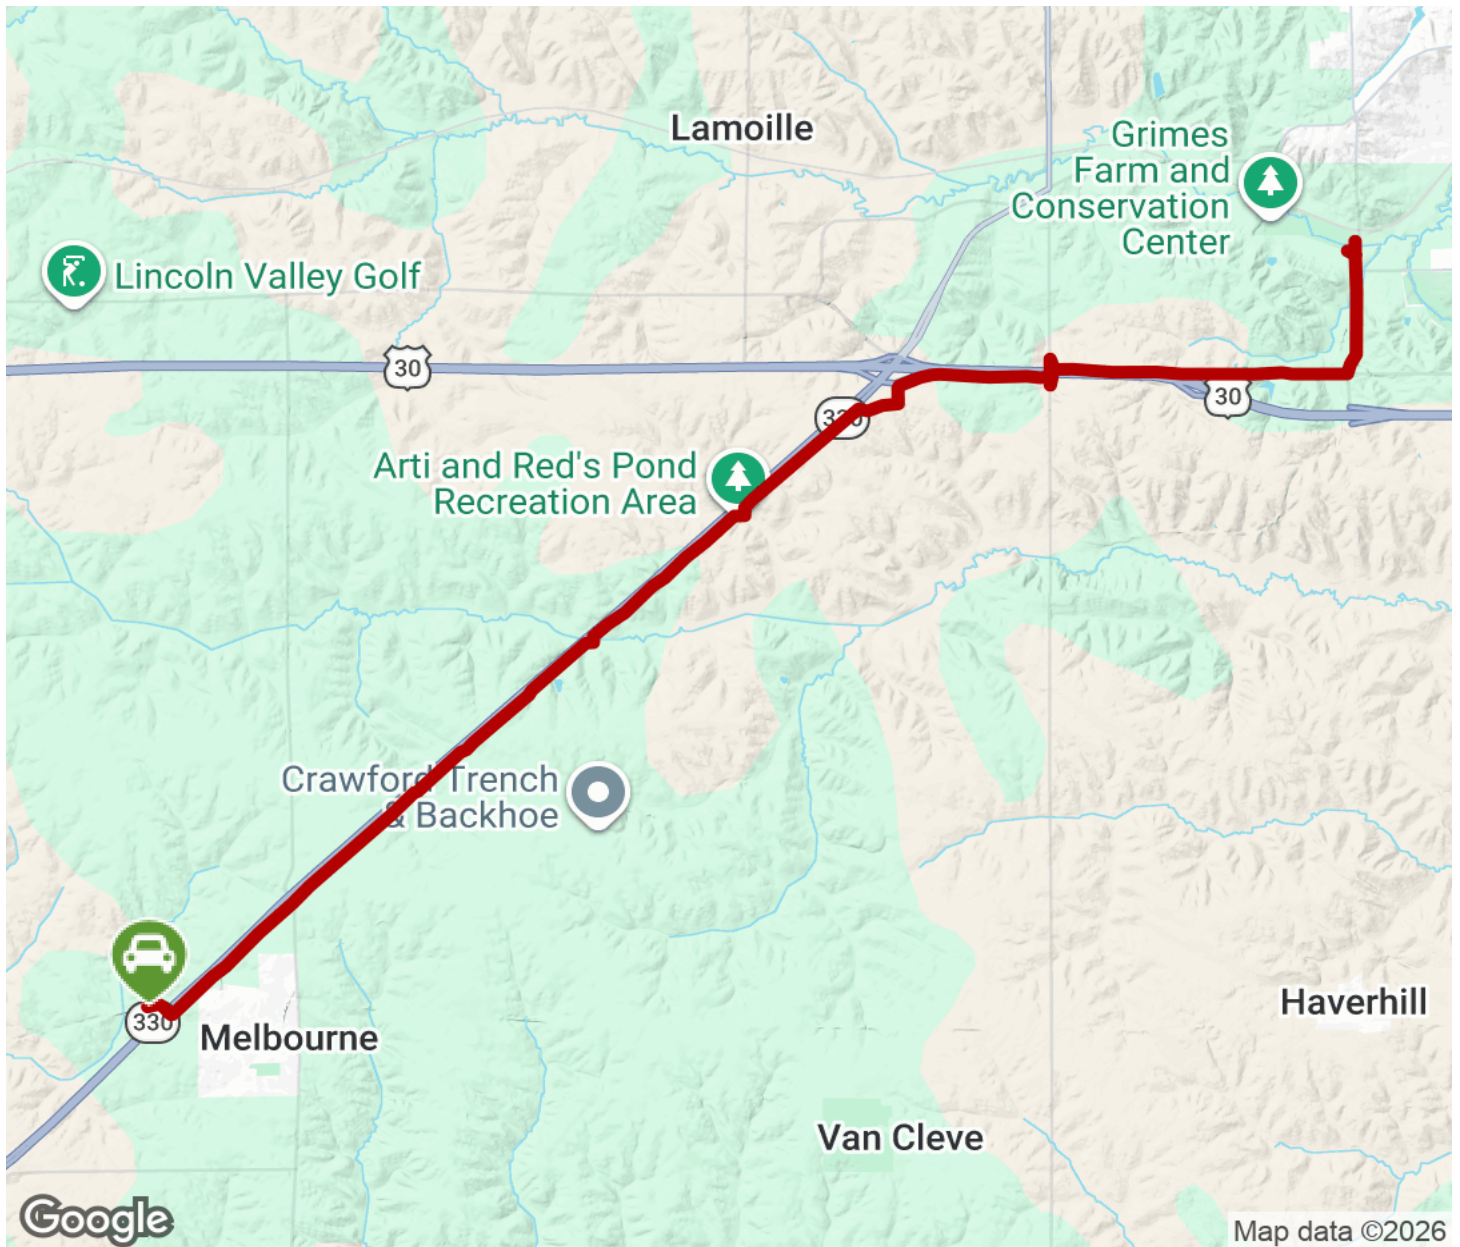 Lamoille
Grimes
Farm and
Conservation
Center
Lincoln Valley Golf
30
30
330
Arti and Red's Pond
Recreation Area
Crawford Trench
& Backhoe
330
Melbourne
Haverhill
Van Cleve
Google
Map data ©2026